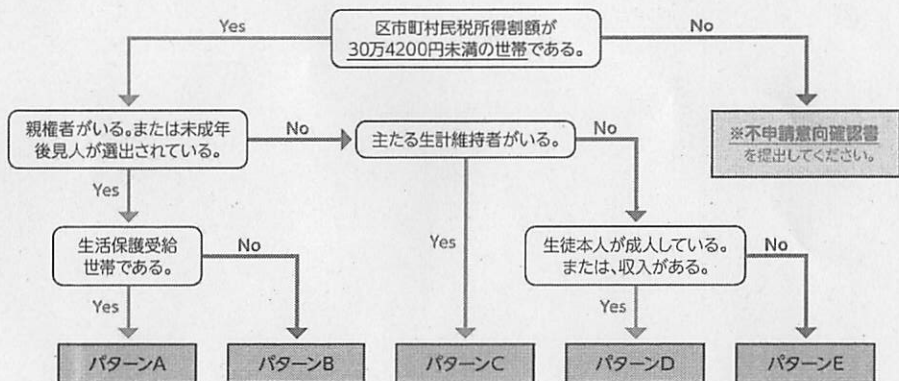 区市町村民税所得割額が
30万4200円未満の世帯である。
Yes
No
親権者がいる。または未成年
後見人が選出されている。
No
主たる生計維持者がいる。
No
※不申請意向確認書
を提出してください。
Yes
生活保護受給
世帯である。
No
Yes
生徒本人が成人している。
または、収入がある。
No
Yes
Yes
パターンA
パターンB
パターンC
パターンD
パターンE